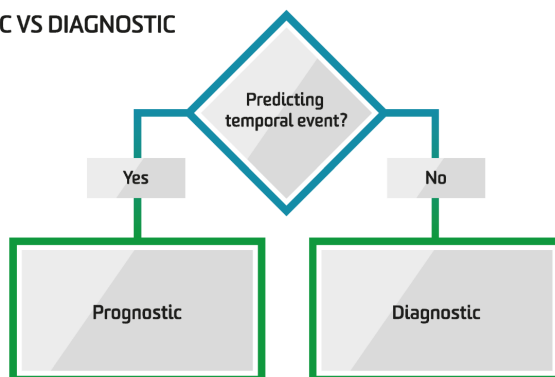 C VS DIAGNOSTIC
Predicting
temporal event?
Yes
No
Prognostic
Diagnostic